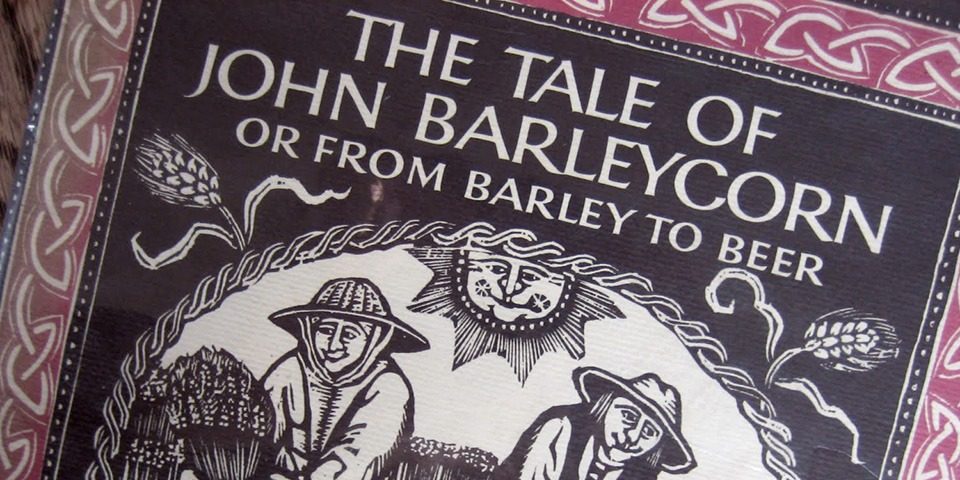 THE TALE OF
JOHN BARLEYCORN
OR FROM BARLEY TO BEER